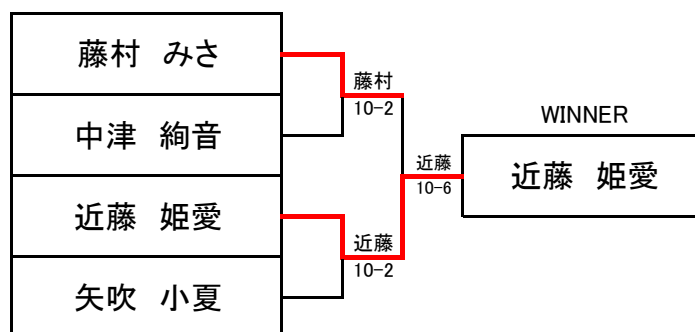 藤村　みさ
中津　絢音
近藤　姫愛
矢吹　小夏
藤村
10-2
近藤
10-2
近藤
10-6
WINNER
近藤　姫愛